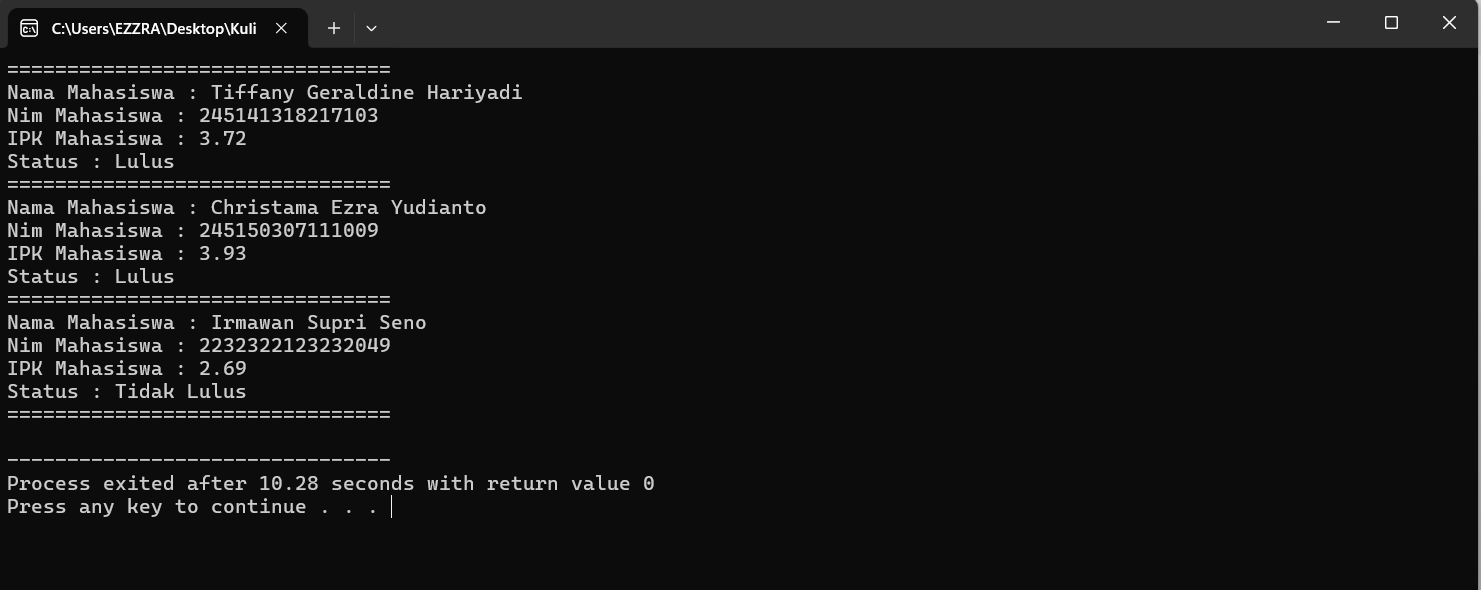 C:\Users\EZZRA\Desktop\Kuli
================================
Nama Mahasiswa : Tiffany Geraldine Hariyadi
Nim Mahasiswa : 245141318217103
IPK Mahasiswa : 3.72
Status : Lulus
================================
Nama Mahasiswa : Christama Ezra Yudianto
Nim Mahasiswa : 245150307111009
IPK Mahasiswa : 3.93
Status : Lulus
================================
Nama Mahasiswa : Irmawan Supri Seno
Nim Mahasiswa : 2232322123232049
IPK Mahasiswa : 2.69
Status : Tidak Lulus
================================
--------------------------------
Process exited after 10.28 seconds with return value 0
Press any key to continue . . .